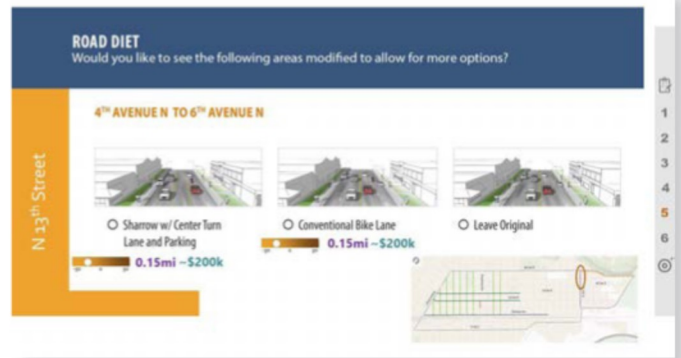 ROAD DIET
Would you like to see the following areas modified to allow for more options?
N 13th Street
4TH AVENUE N TO 6TH AVENUE N
Sharrow w/ Center Turn
Lane and Parking
0.15mi ~$200k
Conventional Bike Lane
0.15mi ~$200k
Leave Original
1
2
3
4
5
6